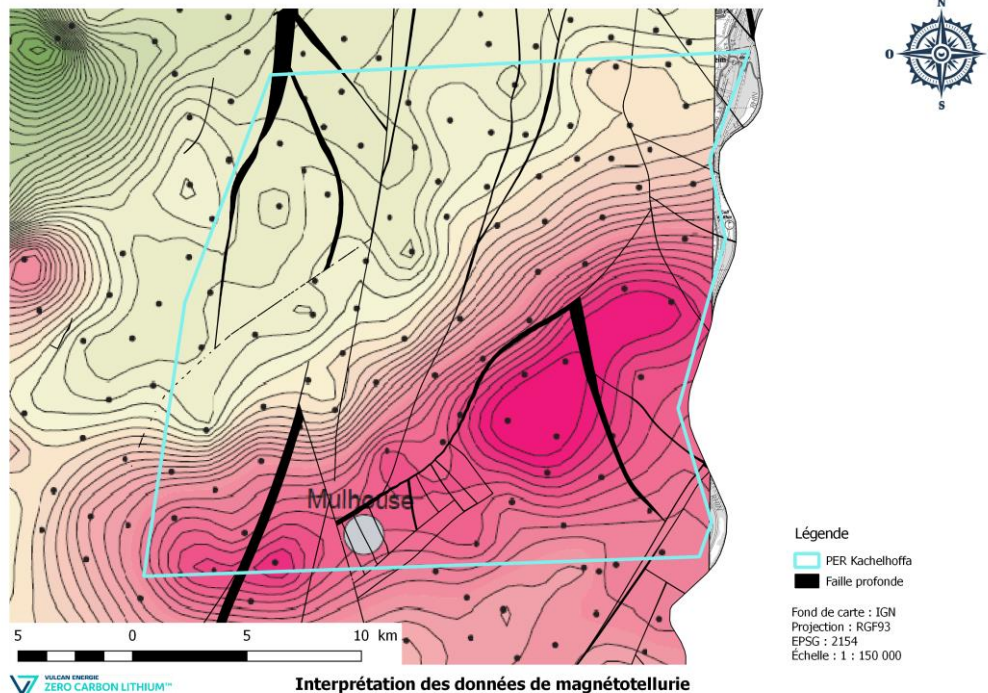 N
O
S
Mulhouse
Légende
PER Kachelhoffa
Faille profonde
Fond de carte : IGN
Projection : RGF93
EPSG : 2154
Échelle : 1 : 150 000
5 0 5 10 km
VULCAN ENERGIE
ZERO CARBON LITHIUM™
Interprétation des données de magnétotellurie